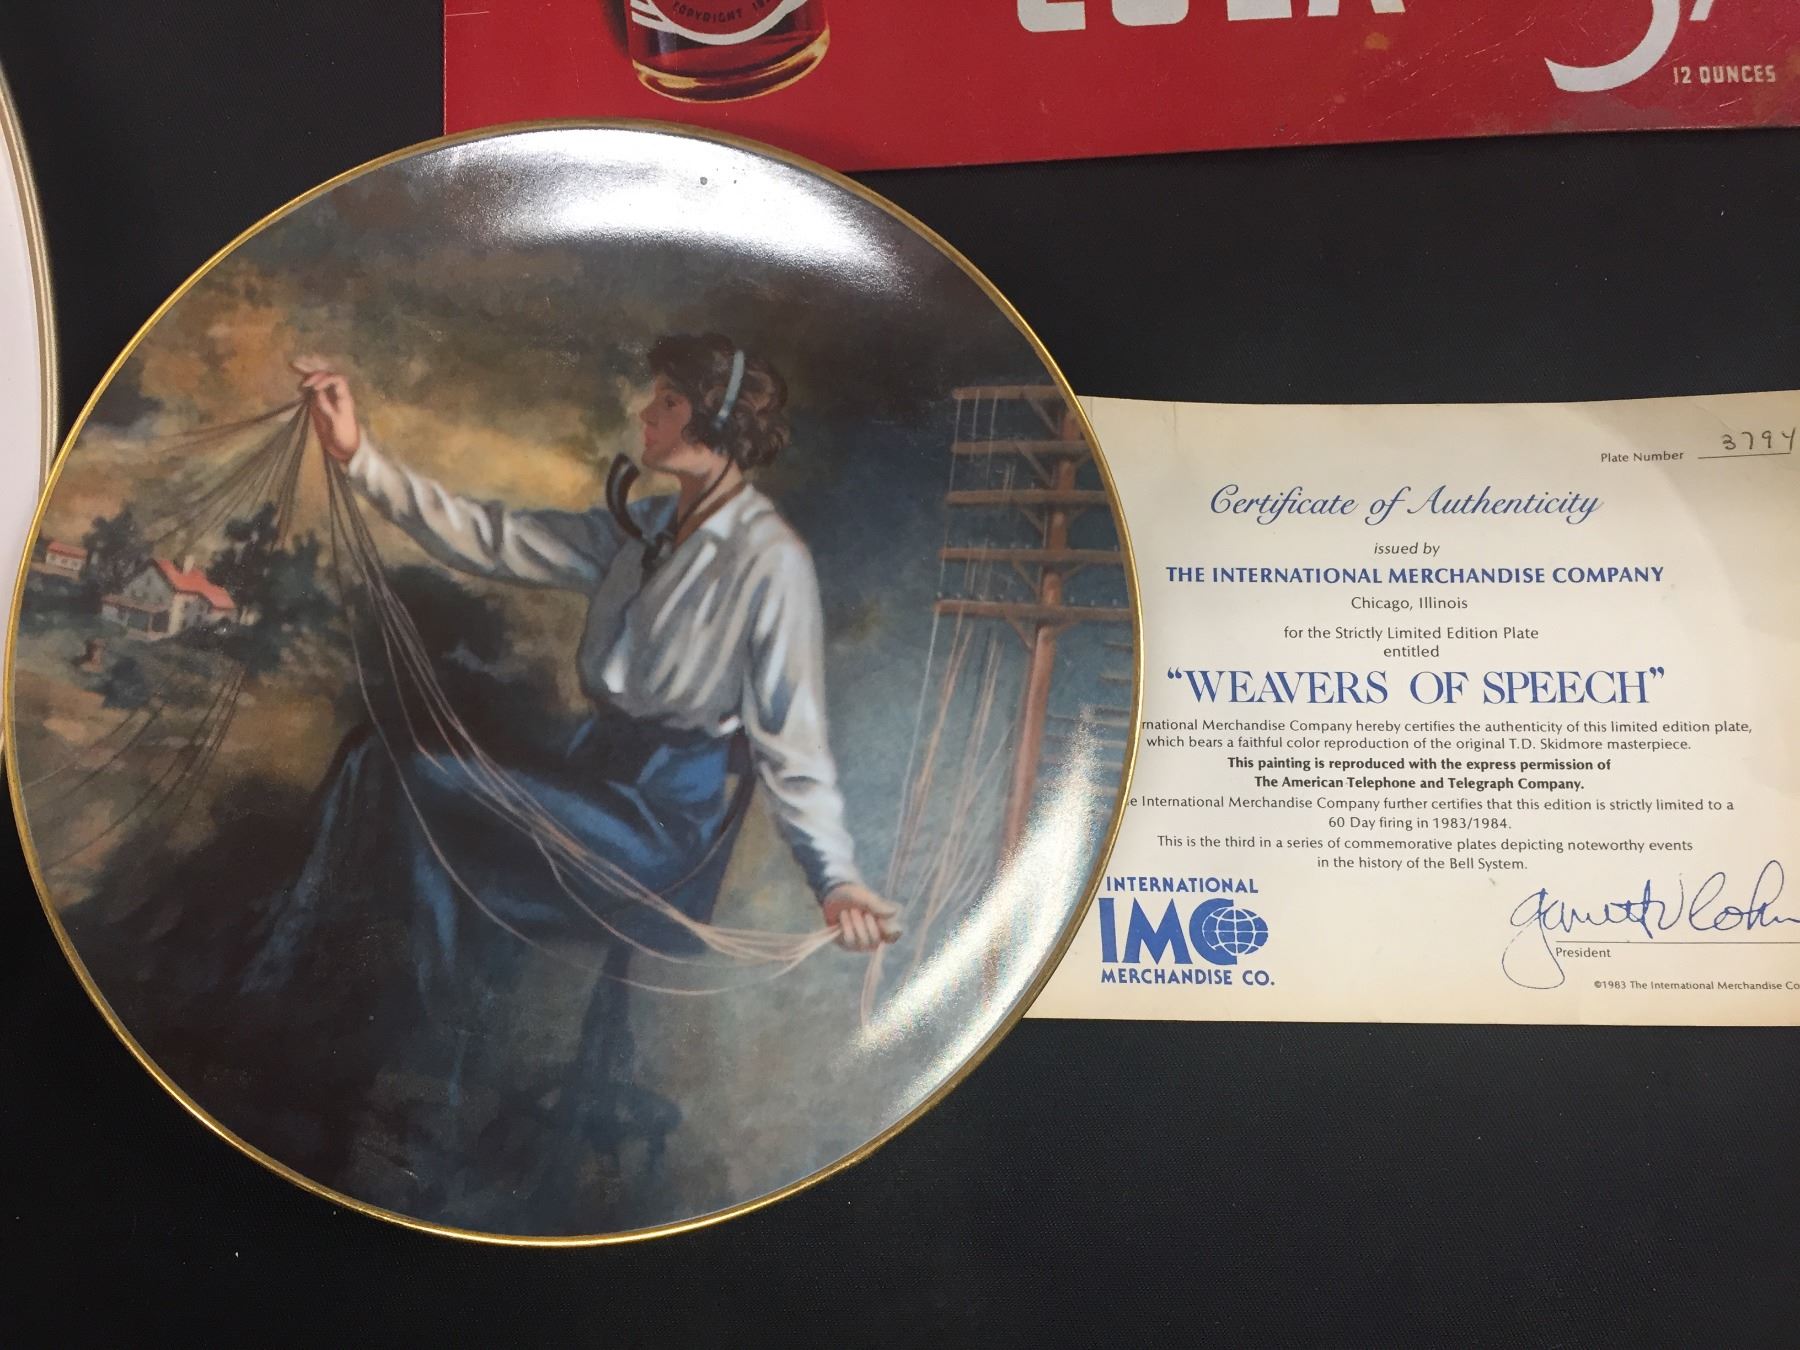 COPYRIGHT
COLA
12 OUNCES
Plate Number 3794
Certificate of Authenticity
issued by
THE INTERNATIONAL MERCHANDISE COMPANY
Chicago, Illinois
for the Strictly Limited Edition Plate
entitled
“WEAVERS OF SPEECH”
Merchandise Company hereby certifies the authenticity of this limited edition plate,
which bears a faithful color reproduction of the original T.D. Skidmore masterpiece.
This painting is reproduced with the express permission of
The American Telephone and Telegraph Company.
International Merchandise Company further certifies that this edition is strictly limited to a
60 Day firing in 1983/1984.
This is the third in a series of commemorative plates depicting noteworthy events
in the history of the Bell System.
INTERNATIONAL
IMC
MERCHANDISE CO.
President
©1983 The International Merchandise Co